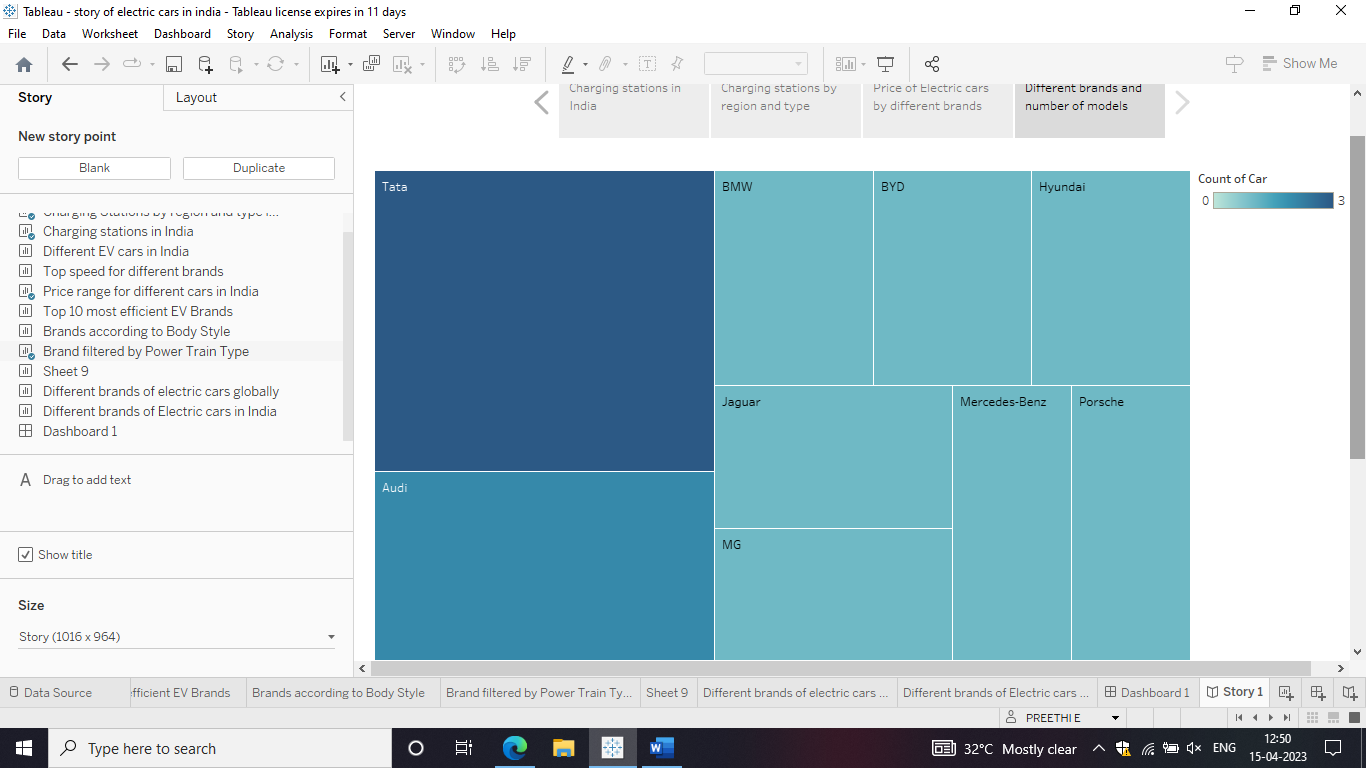 Tableau - story of electric cars in india - Tableau license expires in 11 days
File Data Worksheet Dashboard Story Analysis Format Server Window Help
Show Me
Story Layout
New story point
Blank Duplicate
Charging Stations by region and type i...
Charging stations in India
Different EV cars in India
Top speed for different brands
Price range for different cars in India
Top 10 most efficient EV Brands
Brands according to Body Style
Brand filtered by Power Train Type
Sheet 9
Different brands of electric cars globally
Different brands of Electric cars in India
Dashboard 1
A Drag to add text
Show title
Size
Story (1016 x 964)
Charging stations in
India
Charging stations by
region and type
Price of Electric cars
by different brands
Different brands and
number of models
Tata
BMW
BYD
Hyundai
Jaguar
Mercedes-Benz
Porsche
Audi
MG
Count of Car
0 3
Data Source efficient EV Brands Brands according to Body Style Brand filtered by Power Train Ty... Sheet 9 Different brands of electric cars ... Different brands of Electric cars ... Dashboard 1 Story 1
PREETHI E
Type here to search
32°C Mostly clear
ENG
12:50
15-04-2023